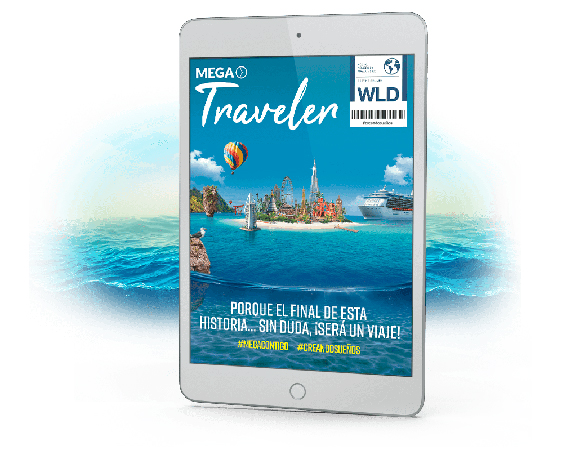 MEGA
Traveler
WLD
PORQUE EL FINAL DE ESTA
HISTORIA... SIN DUDA, ¡SERÁ UN VIAJE!
#MEGACONTIGO #CREANDOSUEÑOS